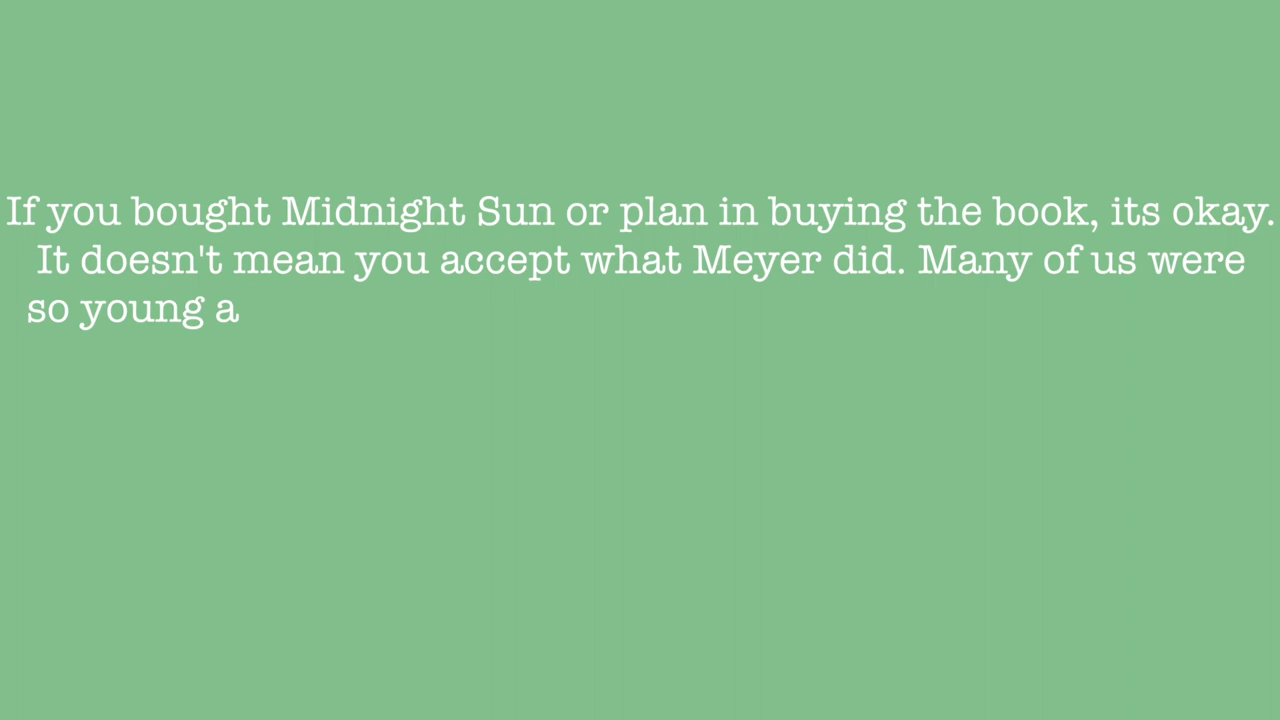 If you bought Midnight Sun or plan in buying the book, its okay.
It doesn't mean you accept what Meyer did. Many of us were
so young a